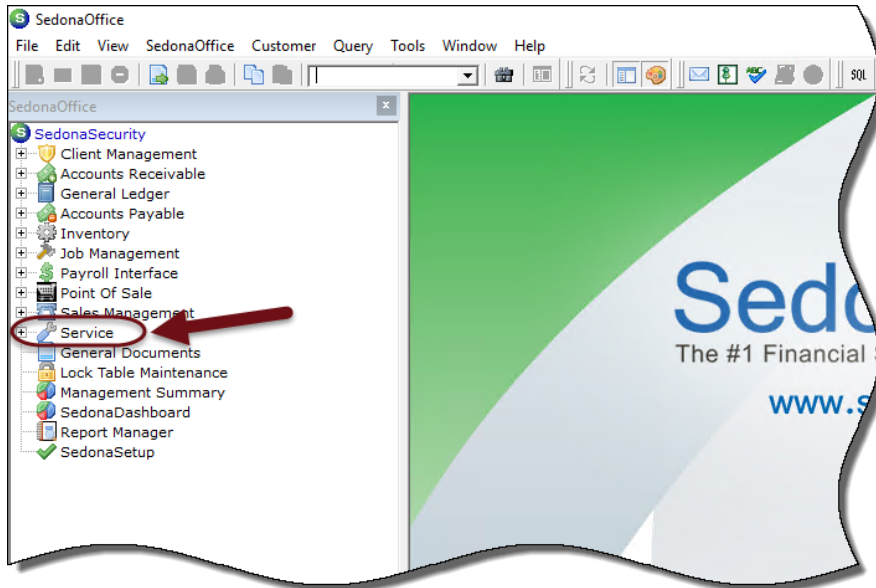 SedonaOffice
File Edit View SedonaOffice Customer Query Tools Window Help
SQL
SedonaOffice
SedonaSecurity
Client Management
Accounts Receivable
General Ledger
Accounts Payable
Inventory
Job Management
Payroll Interface
Point Of Sale
Sales Management
Service
General Documents
Lock Table Maintenance
Management Summary
SedonaDashboard
Report Manager
SedonaSetup
Sedo
The #1 Financial
www.s